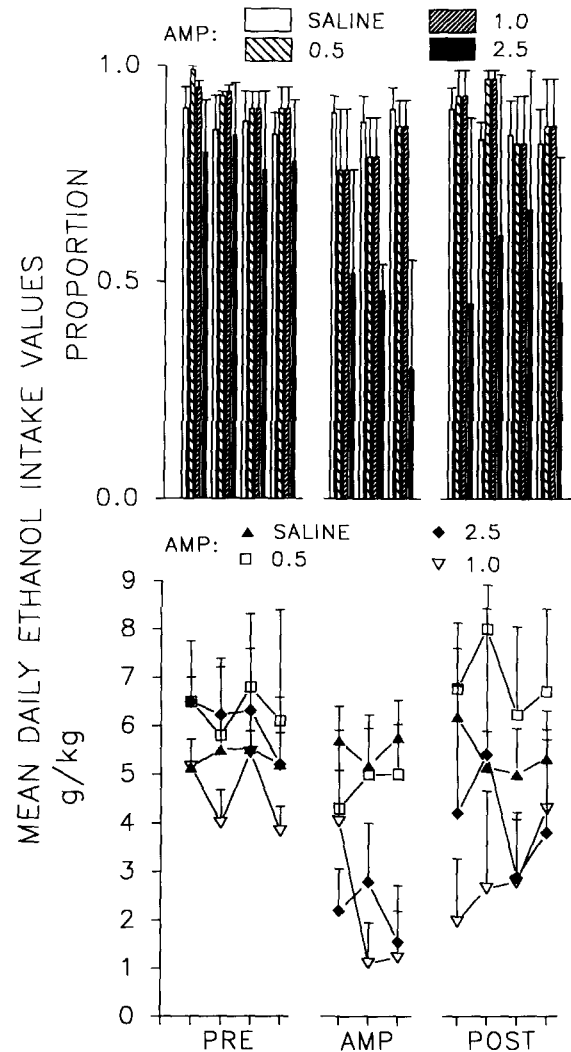 AMP: SALINE 1.0
0.5 2.5
1.0
0.5
0.0
MEAN DAILY ETHANOL INTAKE VALUES
PROPORTION
AMP: SALINE 2.5
0.5 1.0
9
8
7
6
5
4
3
2
1
0
g/kg
PRE AMP POST